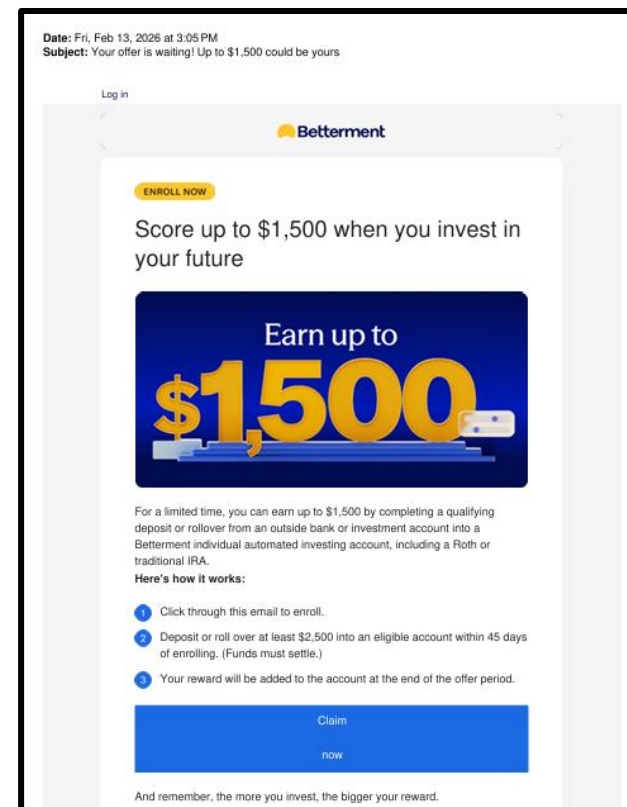 Date: Fri, Feb 13, 2026 at 3:05 PM
Subject: Your offer is waiting! Up to $1,500 could be yours
Log in
Betterment
ENROLL NOW
Score up to $1,500 when you invest in
your future
Earn up to
$1,500
For a limited time, you can earn up to $1,500 by completing a qualifying
deposit or rollover from an outside bank or investment account into a
Betterment individual automated investing account, including a Roth or
traditional IRA.
Here's how it works:
1 Click through this email to enroll.
2 Deposit or roll over at least $2,500 into an eligible account within 45 days
of enrolling. (Funds must settle.)
3 Your reward will be added to the account at the end of the offer period.
Claim
now
And remember, the more you invest, the bigger your reward.